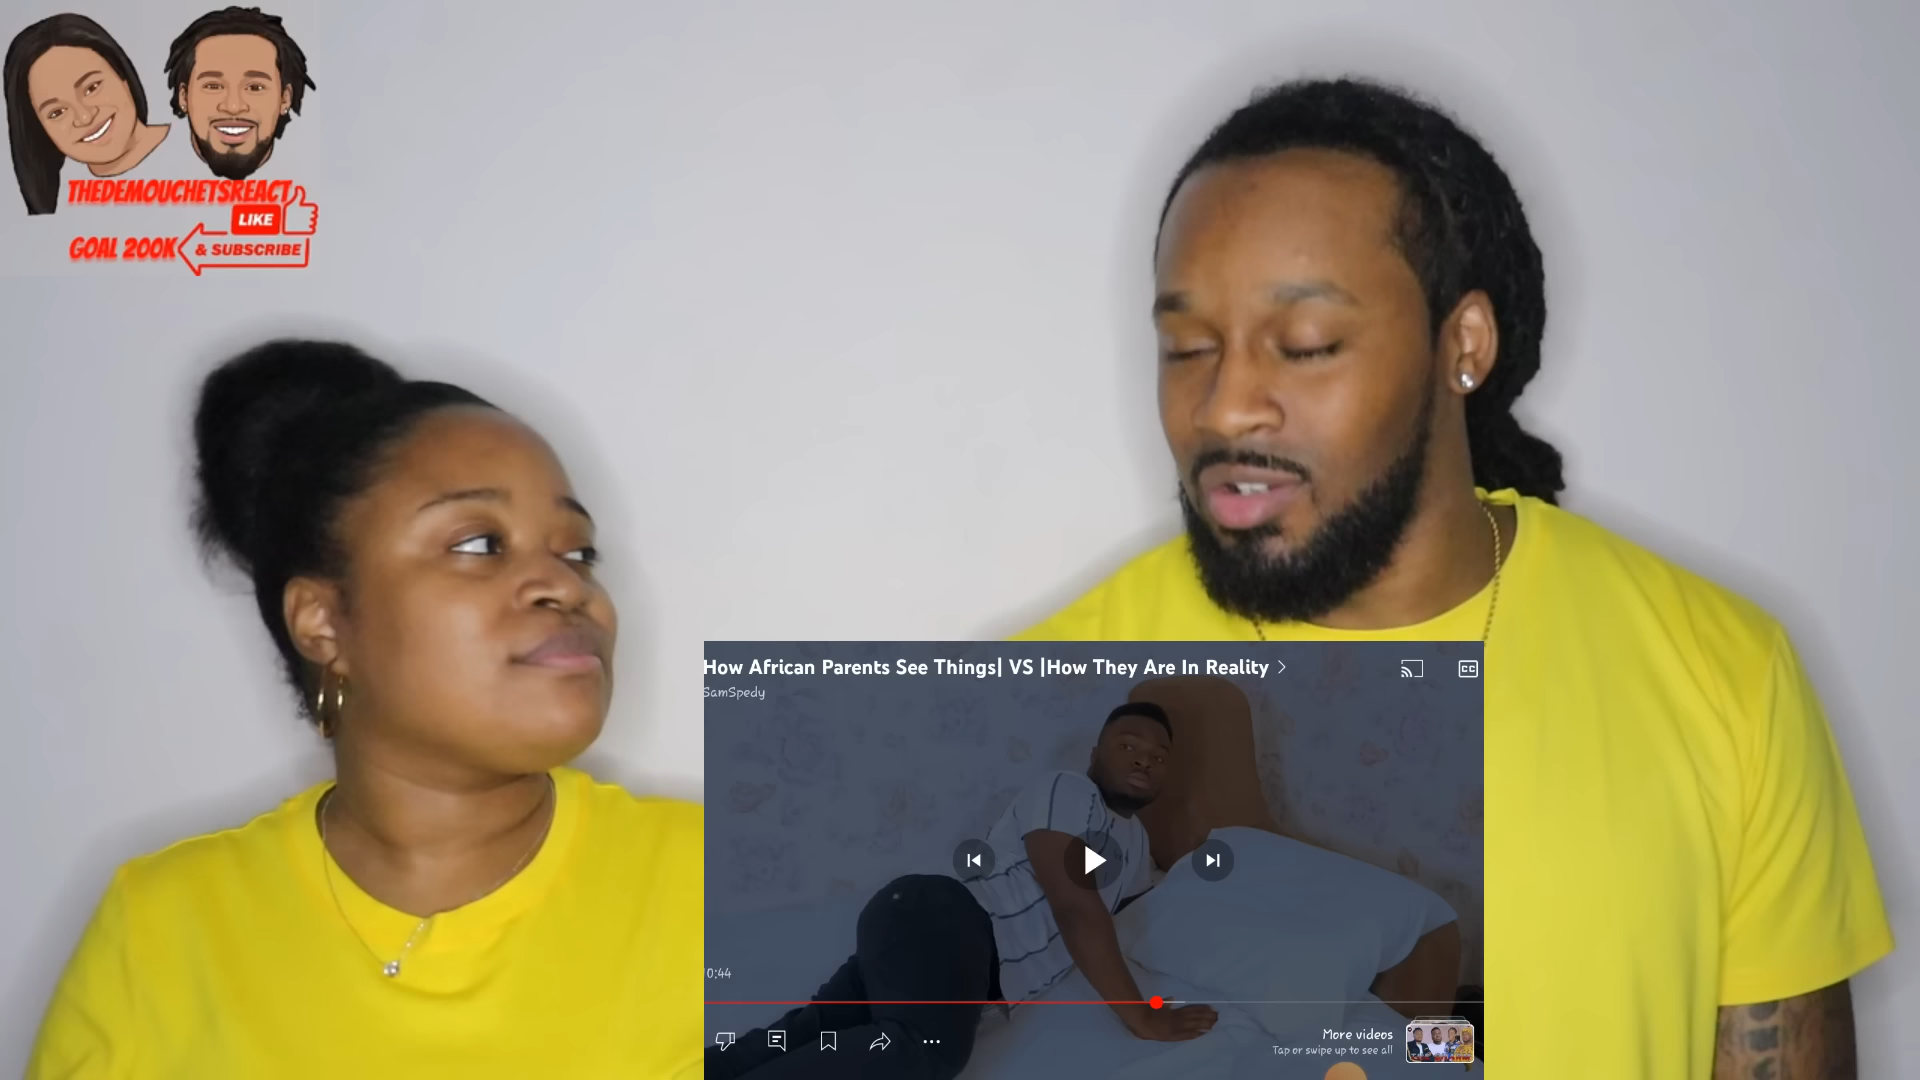 THEDEMOUCHETSREACT
LIKE
GOAL 200K
& SUBSCRIBE
How African Parents See Things| VS |How They Are In Reality
CC
SamSpedy
0:44
More videos
Tap or swipe up to see all